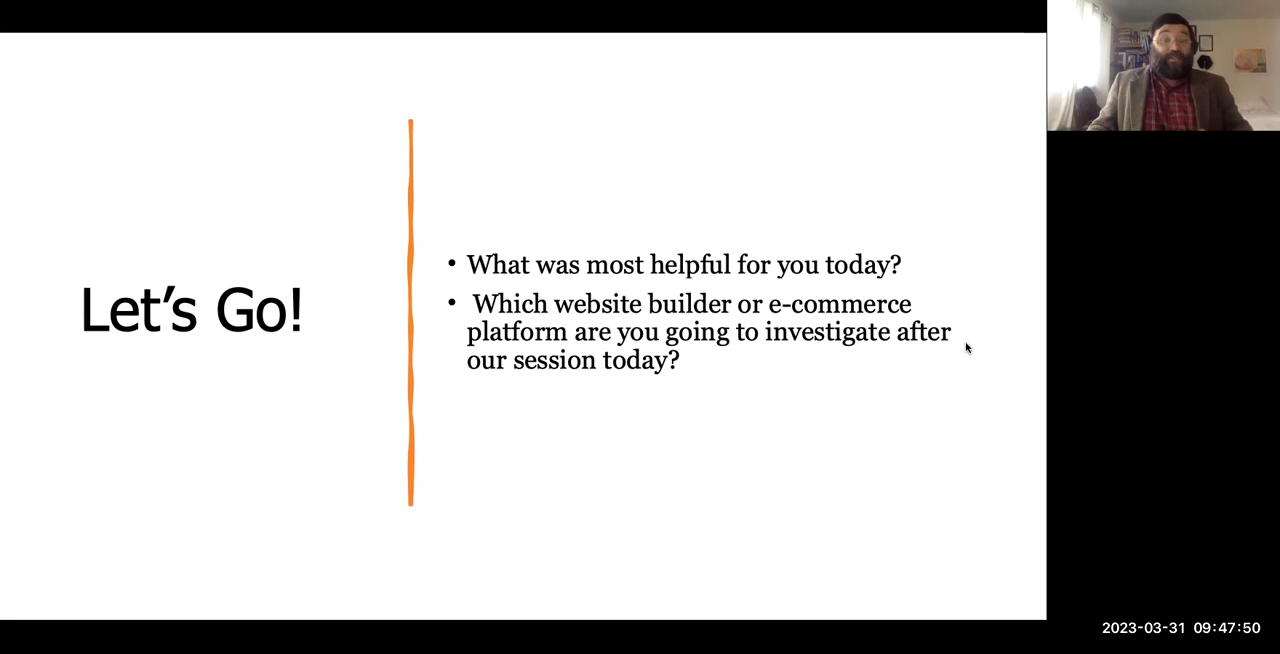 Let’s Go!
• What was most helpful for you today?
• Which website builder or e-commerce
platform are you going to investigate after
our session today?
2023-03-31 09:47:50